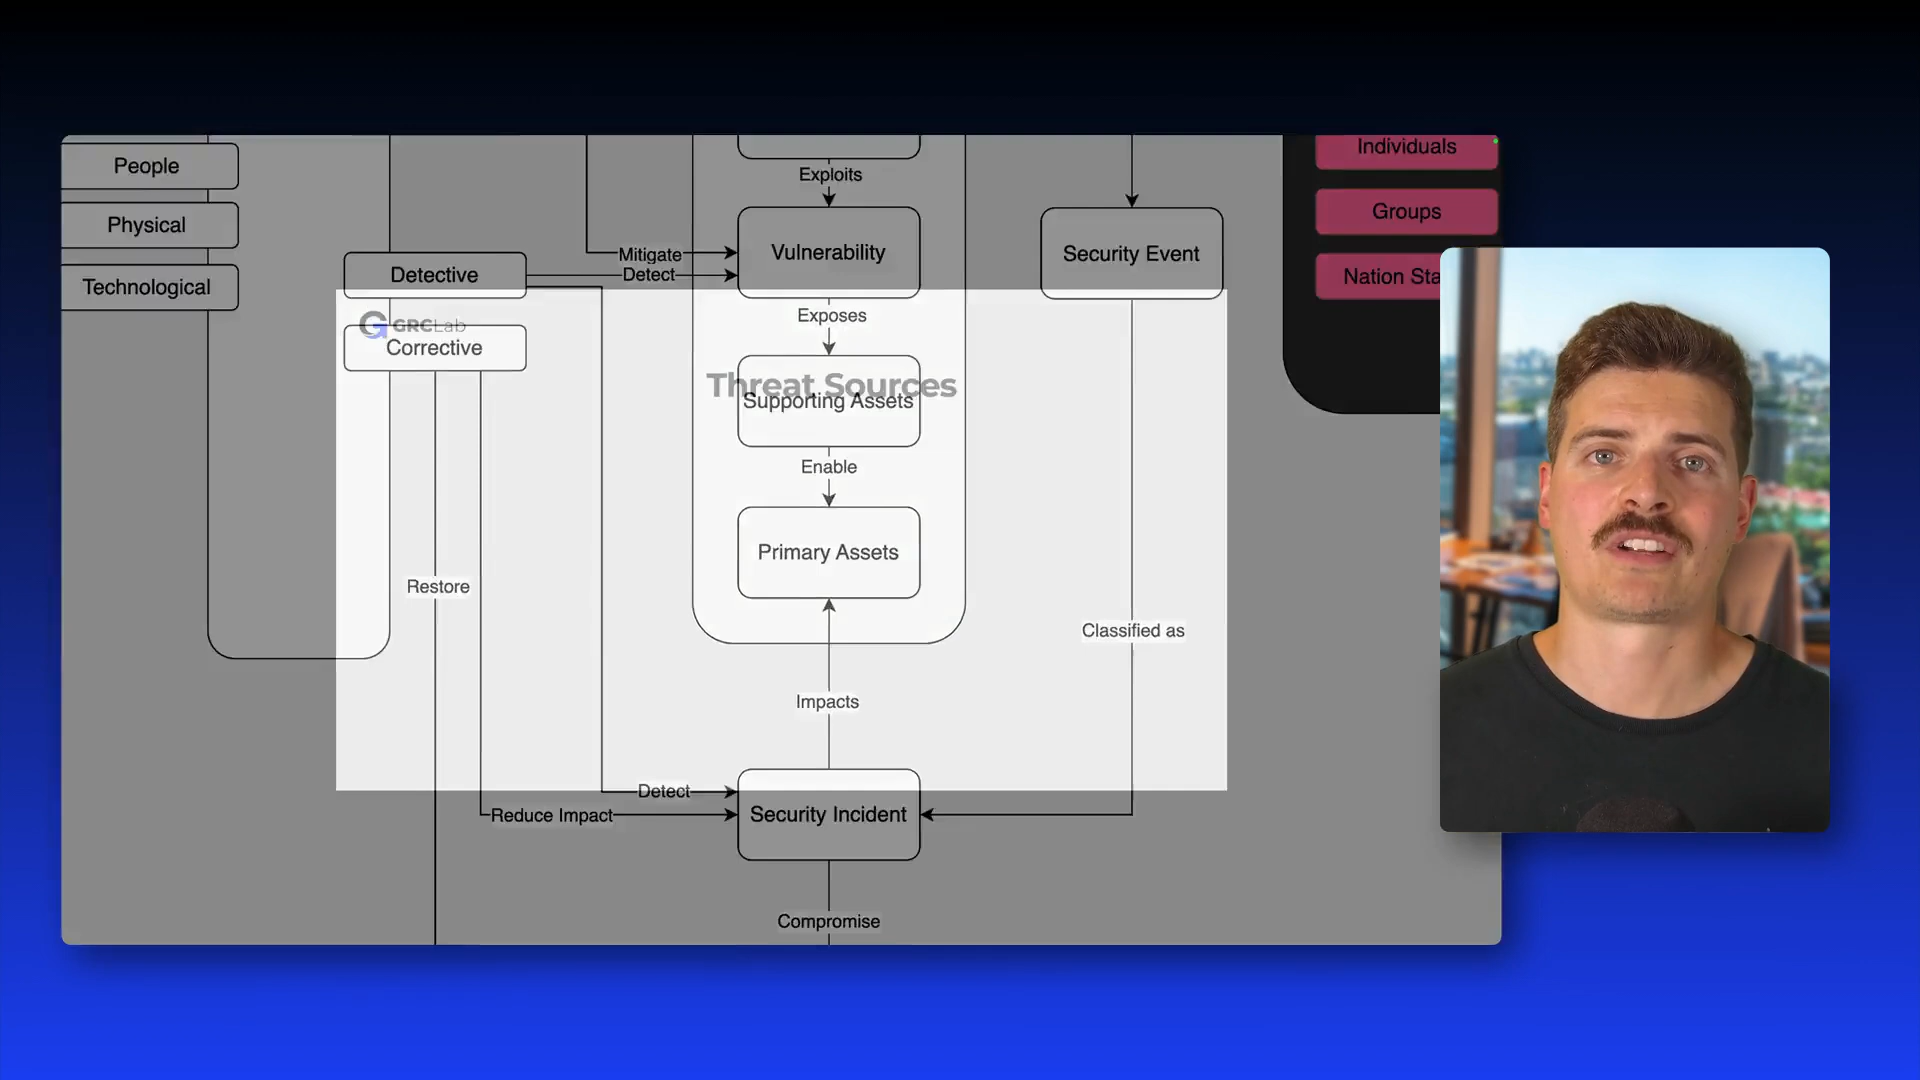 Individuals
People
Exploits
Groups
Physical
Mitigate
Vulnerability
Security Event
Detective
Detect
Nation Sta
Technological
Exposes
GRCLab
Corrective
Threat Sources
Supporting Assets
Enable
Primary Assets
Restore
Classified as
Impacts
Detect
Reduce Impact
Security Incident
Compromise